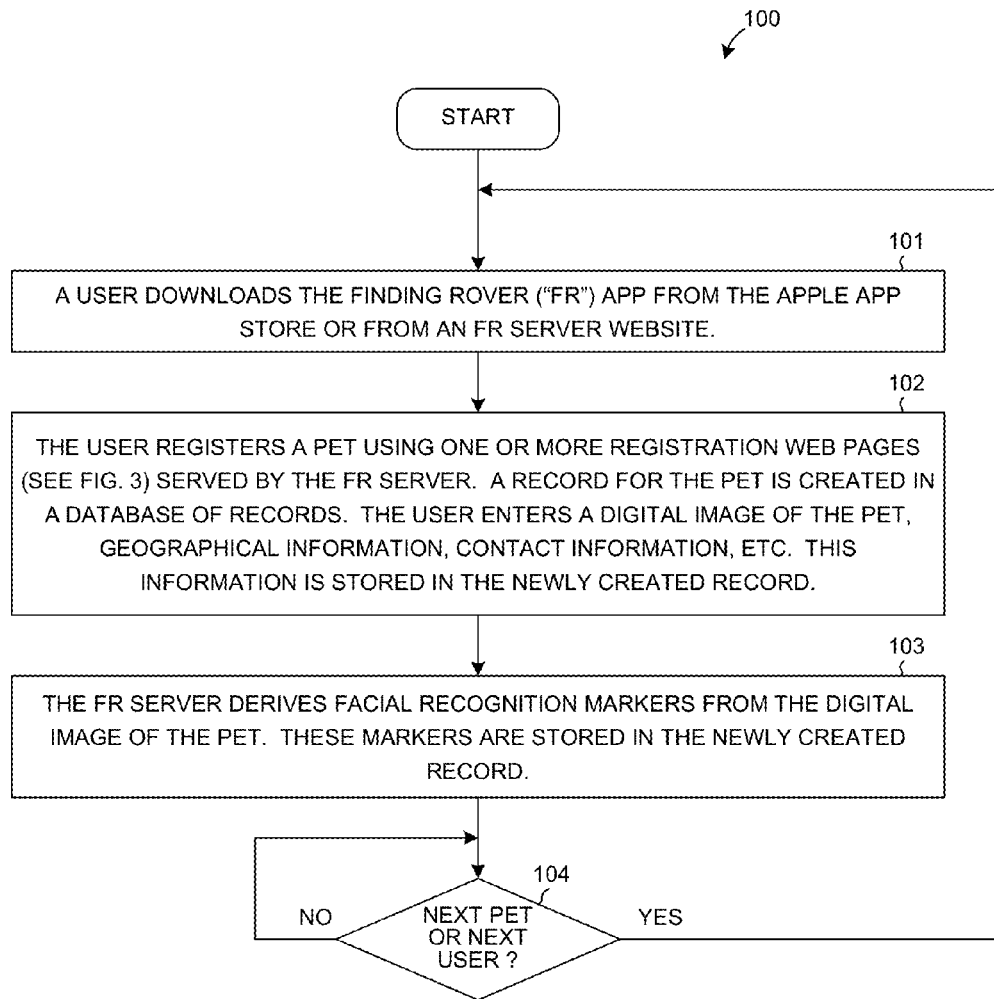 100
START
101
A USER DOWNLOADS THE FINDING ROVER (“FR”) APP FROM THE APPLE APP
STORE OR FROM AN FR SERVER WEBSITE.
102
THE USER REGISTERS A PET USING ONE OR MORE REGISTRATION WEB PAGES
(SEE FIG. 3) SERVED BY THE FR SERVER. A RECORD FOR THE PET IS CREATED IN
A DATABASE OF RECORDS. THE USER ENTERS A DIGITAL IMAGE OF THE PET,
GEOGRAPHICAL INFORMATION, CONTACT INFORMATION, ETC. THIS
INFORMATION IS STORED IN THE NEWLY CREATED RECORD.
103
THE FR SERVER DERIVES FACIAL RECOGNITION MARKERS FROM THE DIGITAL
IMAGE OF THE PET. THESE MARKERS ARE STORED IN THE NEWLY CREATED
RECORD.
104
NO
NEXT PET
OR NEXT
USER ?
YES